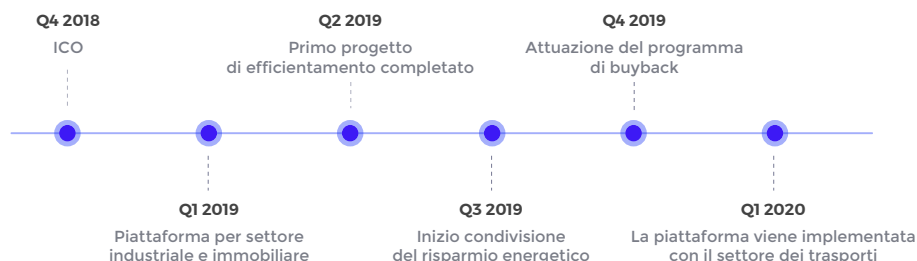 Q4 2018
ICO
Q2 2019
Primo progetto
di efficientamento completato
Q4 2019
Attuazione del programma
di buyback
Q1 2019
Piattaforma per settore
industriale e immobiliare
Q3 2019
Inizio condivisione
del risparmio energetico
Q1 2020
La piattaforma viene implementata
con il settore dei trasporti